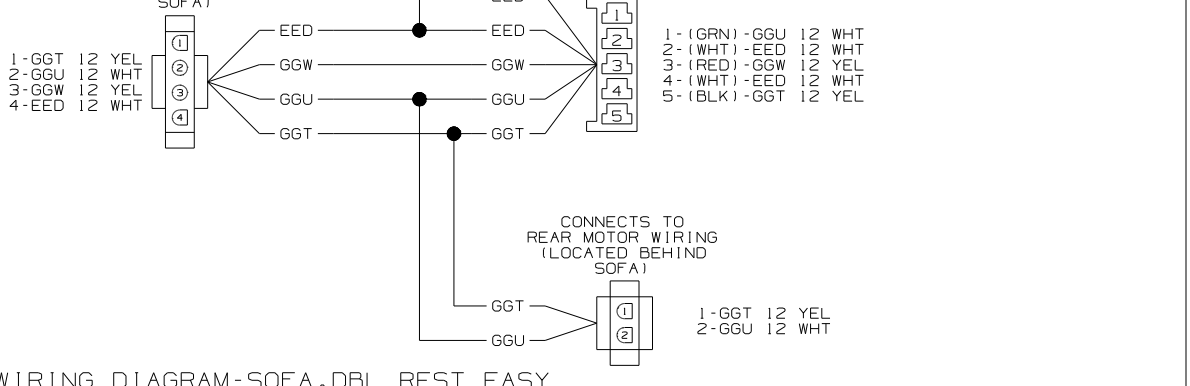 SOFA)
1-GGT 12 YEL
2-GGU 12 WHT
3-GGW 12 YEL
4-EED 12 WHT
1
2
3
4
EED
GGW
GGU
GGT
EED
EED
GGW
GGU
GGT
1
2
3
4
5
1-(GRN)-GGU 12 WHT
2-(WHT)-EED 12 WHT
3-(RED)-GGW 12 YEL
4-(WHT)-EED 12 WHT
5-(BLK)-GGT 12 YEL
CONNECTS TO
REAR MOTOR WIRING
(LOCATED BEHIND
SOFA)
GGT
GGU
1
2
1-GGT 12 YEL
2-GGU 12 WHT
WIRING DIAGRAM-SOFA,DBL REST EASY